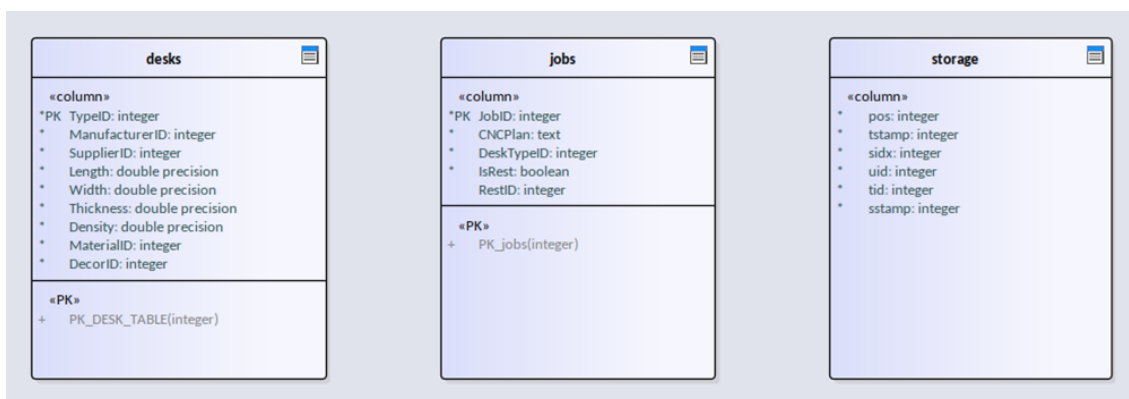 desks
«column»
*PK TypeID: integer
* ManufacturerID: integer
* SupplierID: integer
* Length: double precision
* Width: double precision
* Thickness: double precision
* Density: double precision
* MaterialID: integer
* DecorID: integer
«PK»
+ PK_DESK_TABLE(integer)
jobs
«column»
*PK JobID: integer
* CNCPlan: text
* DeskTypeID: integer
* IsRest: boolean
RestID: integer
«PK»
+ PK_jobs(integer)
storage
«column»
* pos: integer
* tstamp: integer
* sidx: integer
* uid: integer
* tid: integer
* sstamp: integer